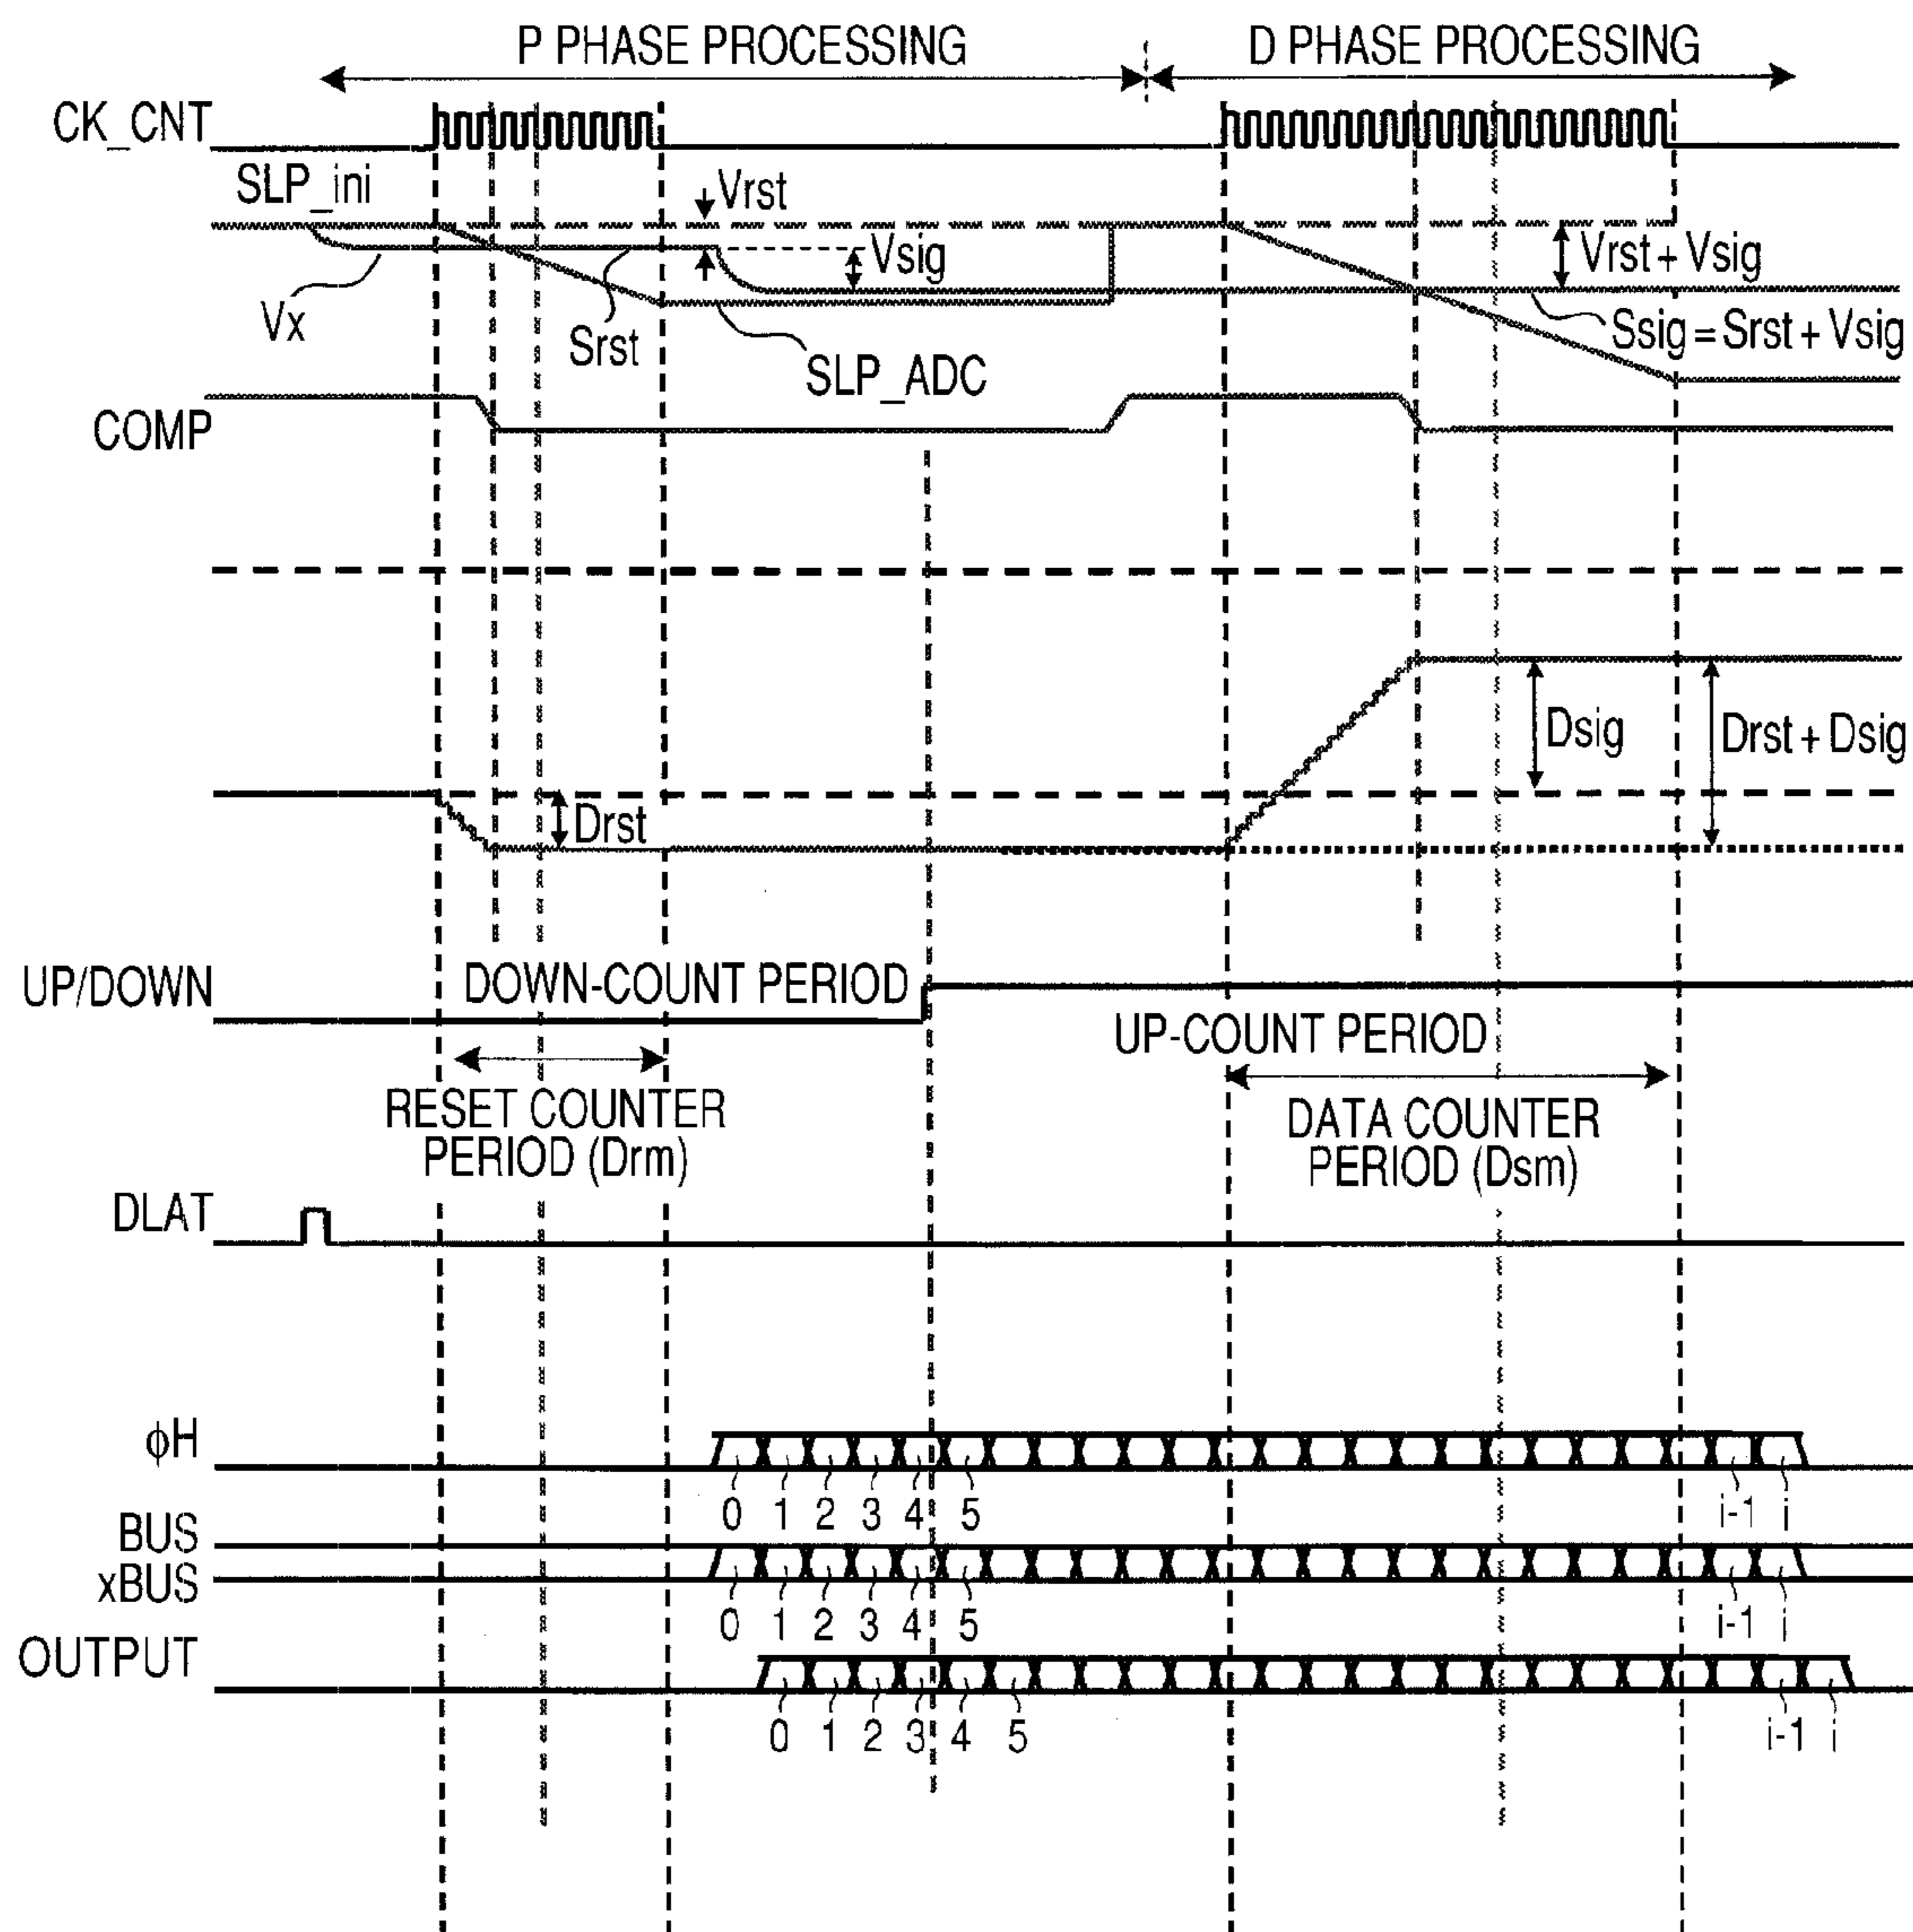 P PHASE PROCESSING
D PHASE PROCESSING
CK_CNT
SLP_ini
Vrst
Vsig
Vrst + Vsig
Vx
Srst
SLP_ADC
Ssig = Srst + Vsig
COMP
Dsig
Drst + Dsig
Drst
UP/DOWN
DOWN-COUNT PERIOD
UP-COUNT PERIOD
RESET COUNTER
PERIOD (Drm)
DATA COUNTER
PERIOD (Dsm)
DLAT
ϕH
0 1 2 3 4 5 i-1 i
BUS
xBUS
0 1 2 3 4 5 i-1 i
OUTPUT
0 1 2 3 4 5 i-1 i